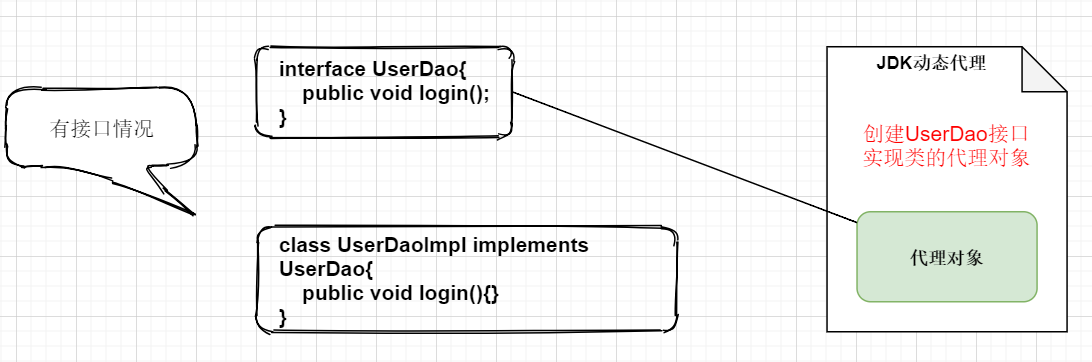 有接口情况
interface UserDao{
public void login();
}
class UserDaoImpl implements
UserDao{
public void login(){}
}
JDK动态代理
创建UserDao接口
实现类的代理对象
代理对象